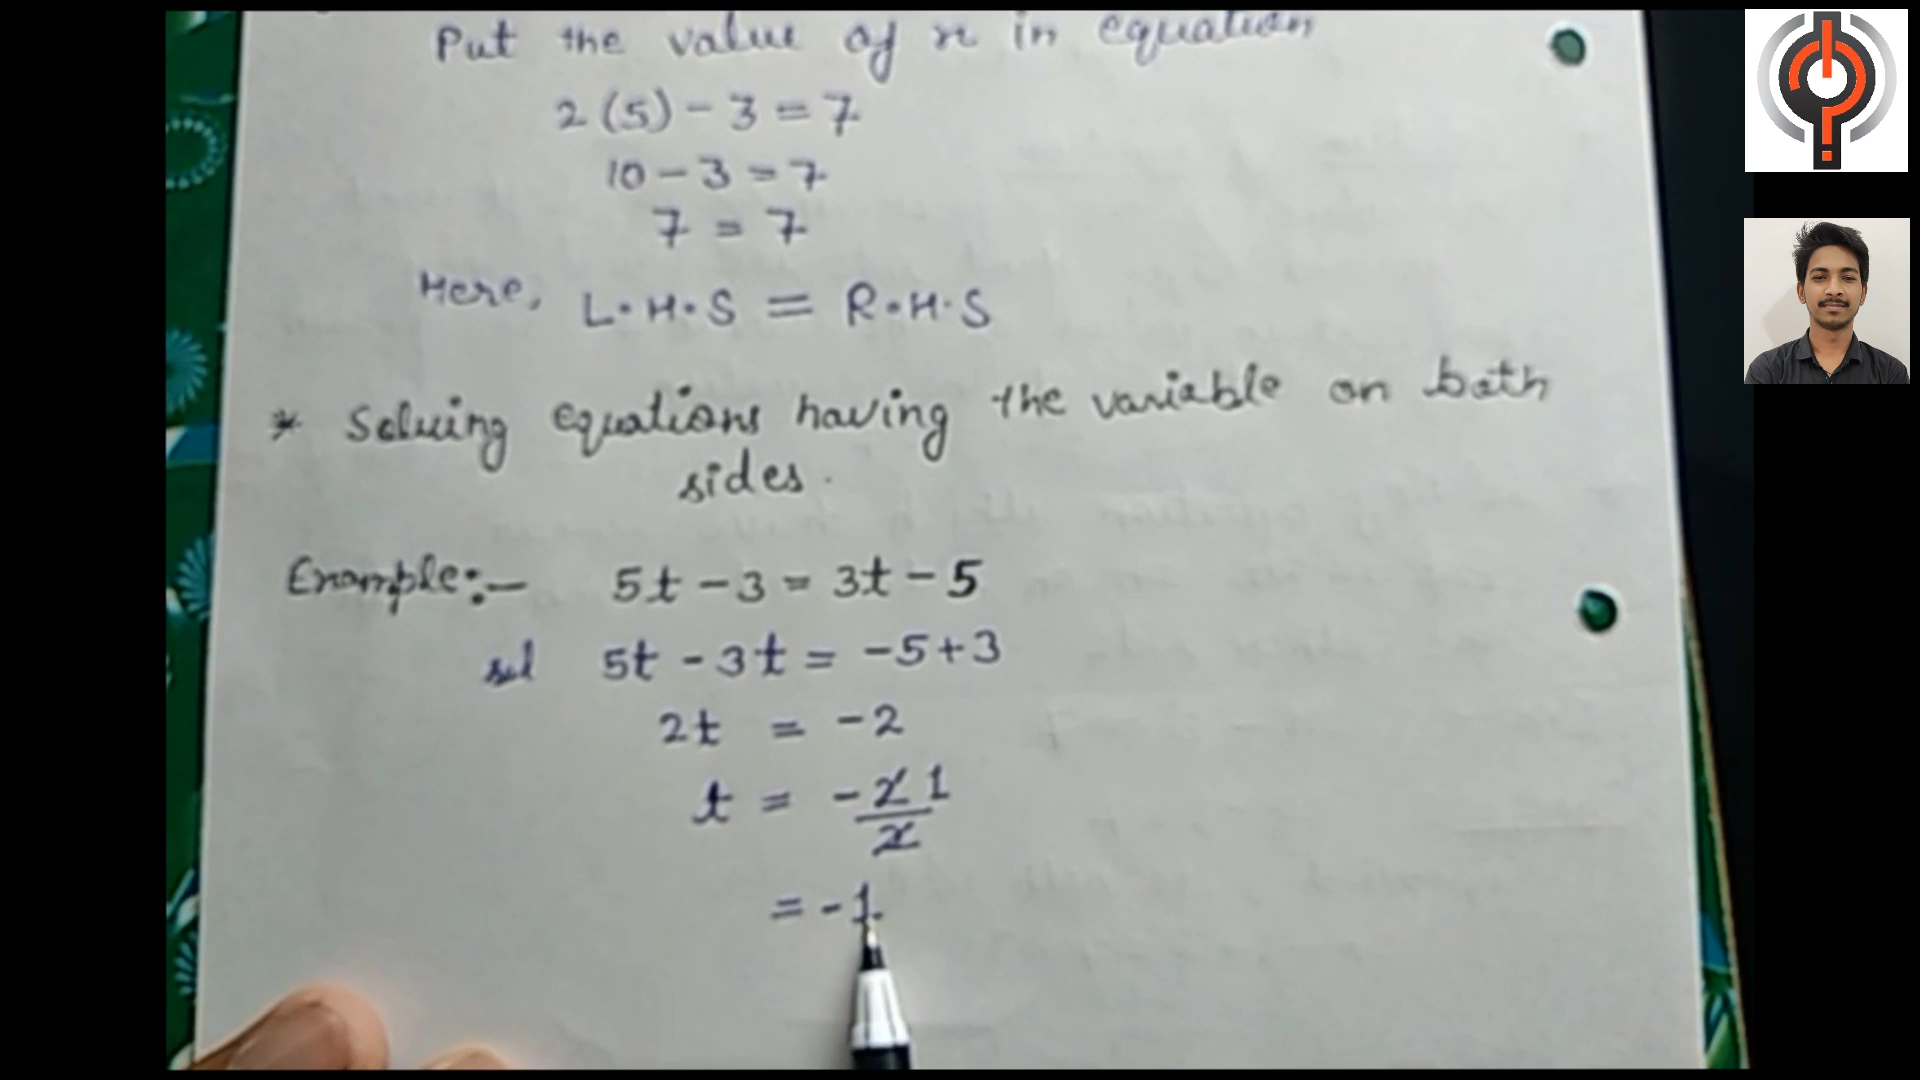 Put the value of x in equation
2(5) - 3 = 7
10 - 3 = 7
7 = 7
Here, L.H.S = R.H.S
* Solving equations having the variable on both
sides.
Example:- 5t - 3 = 3t - 5
sol 5t - 3t = -5+3
2t = -2
t = -2 1
2
= -1